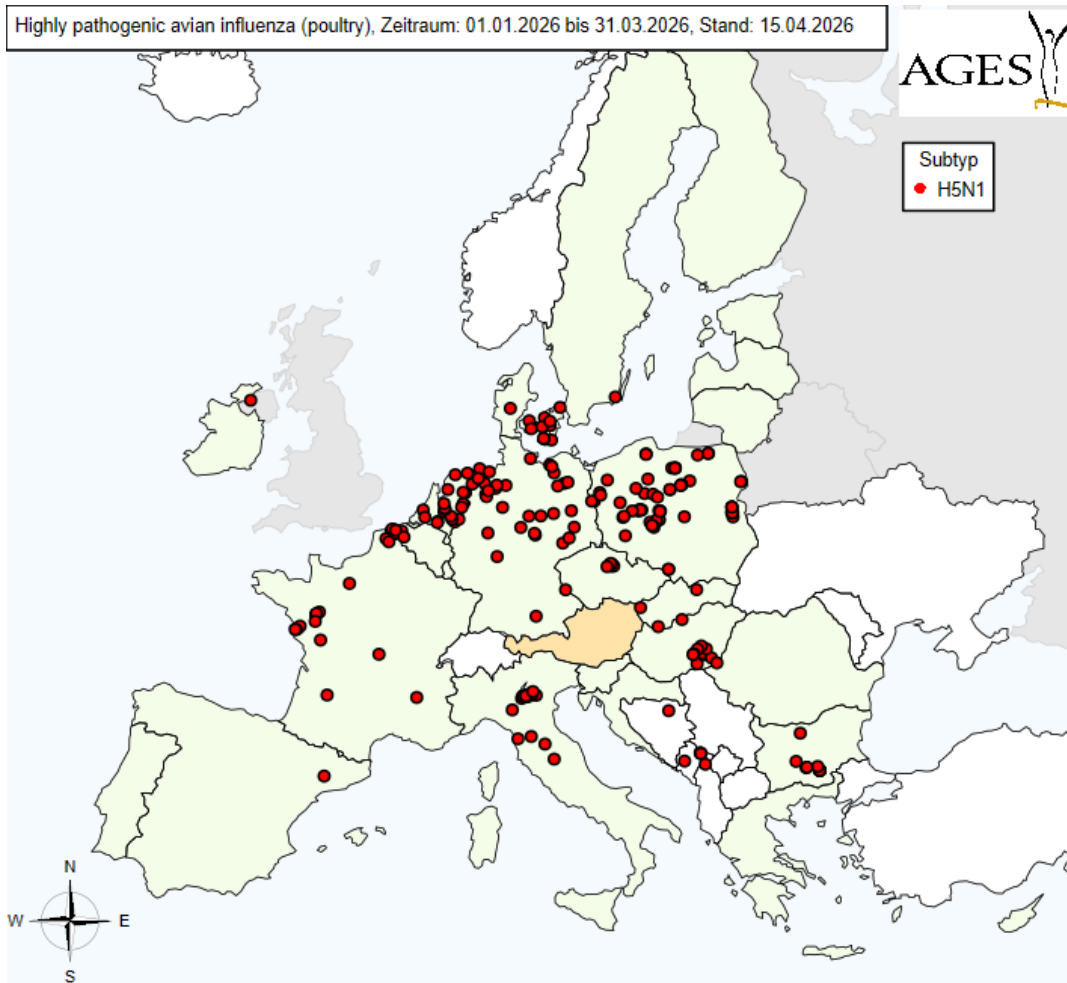 Highly pathogenic avian influenza (poultry), Zeitraum: 01.01.2026 bis 31.03.2026, Stand: 15.04.2026
AGES
Subtyp
H5N1
N
W
E
S